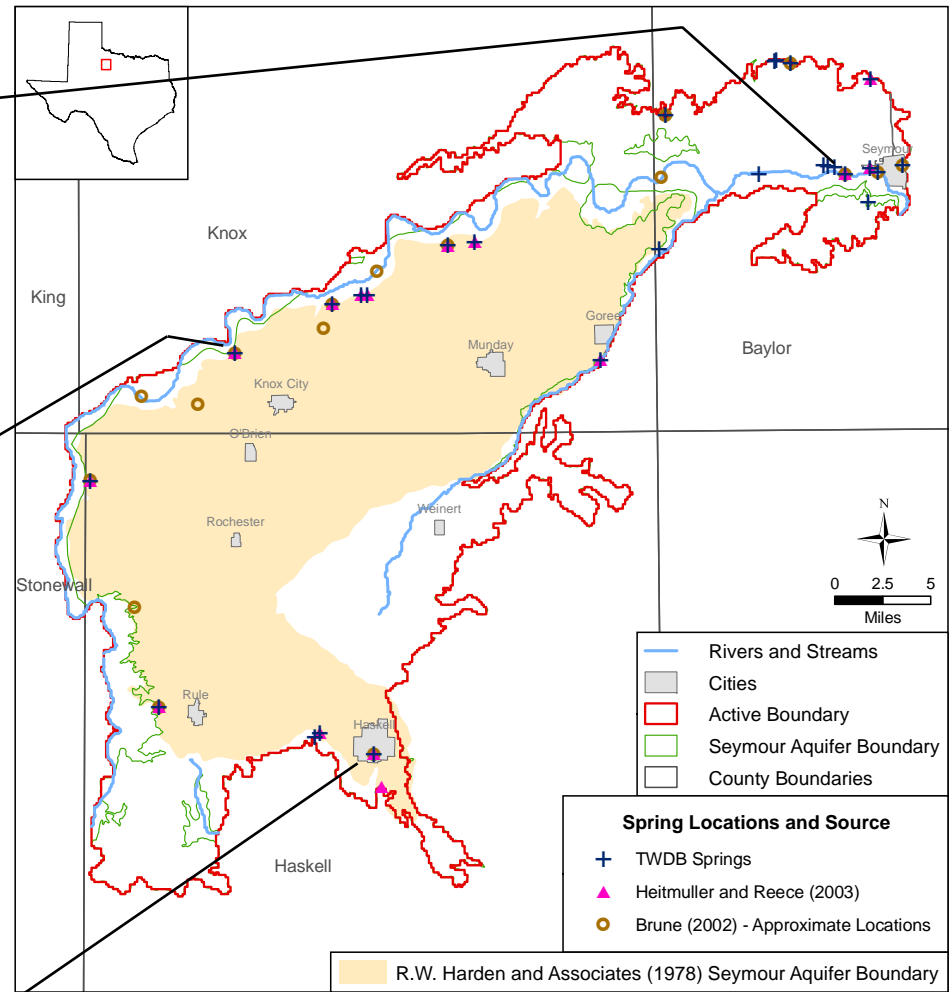 Seymour
Knox
King
Goree
Baylor
Munday
Knox City
O'Brien
Weinert
Rochester
N
Stonewall
0 2.5 5
Miles
Rule
Haskell
Haskell
Rivers and Streams
Cities
Active Boundary
Seymour Aquifer Boundary
County Boundaries
Spring Locations and Source
TWDB Springs
Heitmuller and Reece (2003)
Brune (2002) - Approximate Locations
R.W. Harden and Associates (1978) Seymour Aquifer Boundary